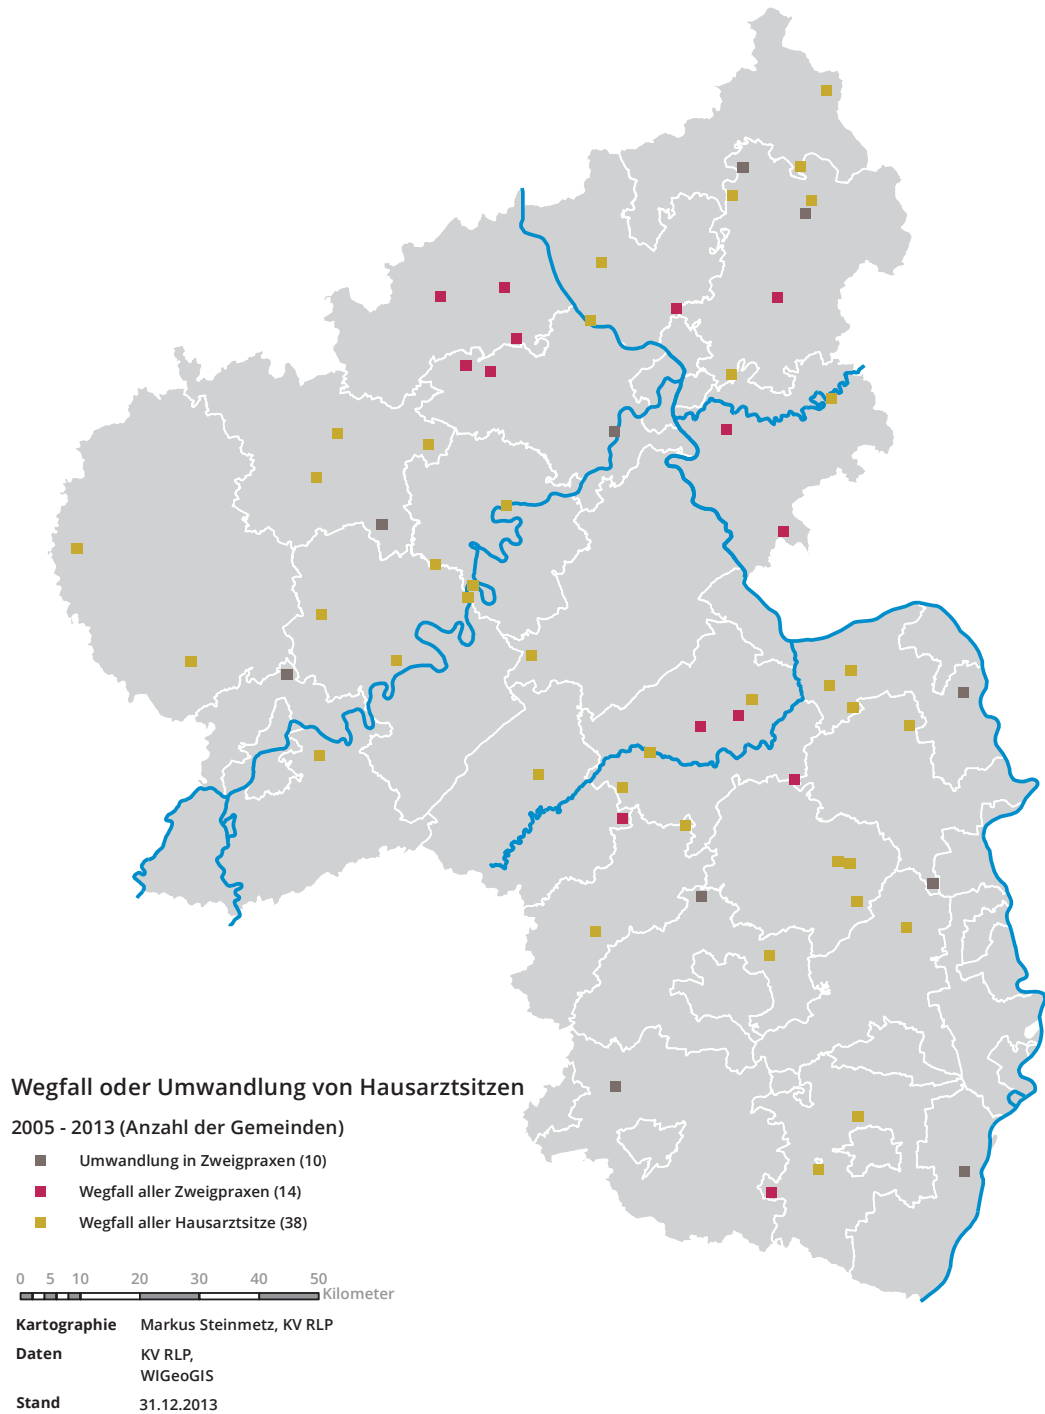 Wegfall oder Umwandlung von Hausarztsitzen
2005 - 2013 (Anzahl der Gemeinden)
Umwandlung in Zweigpraxen (10)
Wegfall aller Zweigpraxen (14)
Wegfall aller Hausarztsitze (38)
0 5 10 20 30 40 50
Kilometer
Kartographie Markus Steinmetz, KV RLP
Daten KV RLP,
WIGeoGIS
Stand 31.12.2013